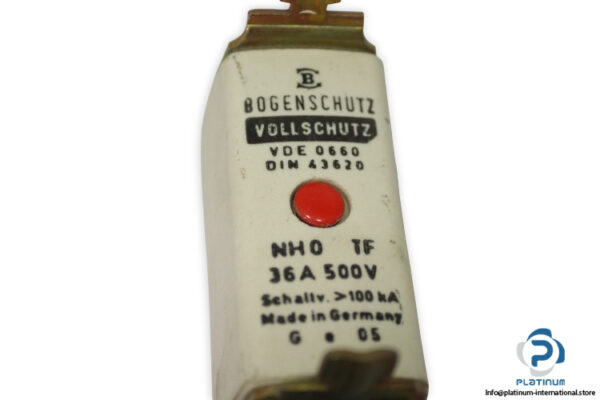 B
BOGENSCHUTZ
VOLLSCHUTZ
VDE 0660
DIN 43620
NH0 TF
36A 500V
Schaltv. >100 kA
Made in Germany
G e 05
PLATINUM
Info@platinum-international.store